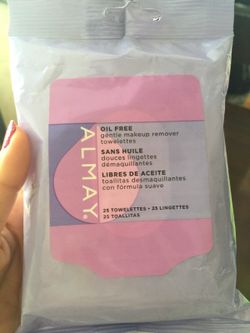 ALMAY.
OIL FREE
gentle makeup remover
towelettes
SANS HUILE
douces lingettes
démaquillantes
LIBRES DE ACEITE
toallitas desmaquillantes
con fórmula suave
25 TOWELETTES • 25 LINGETTES
25 TOALLITAS